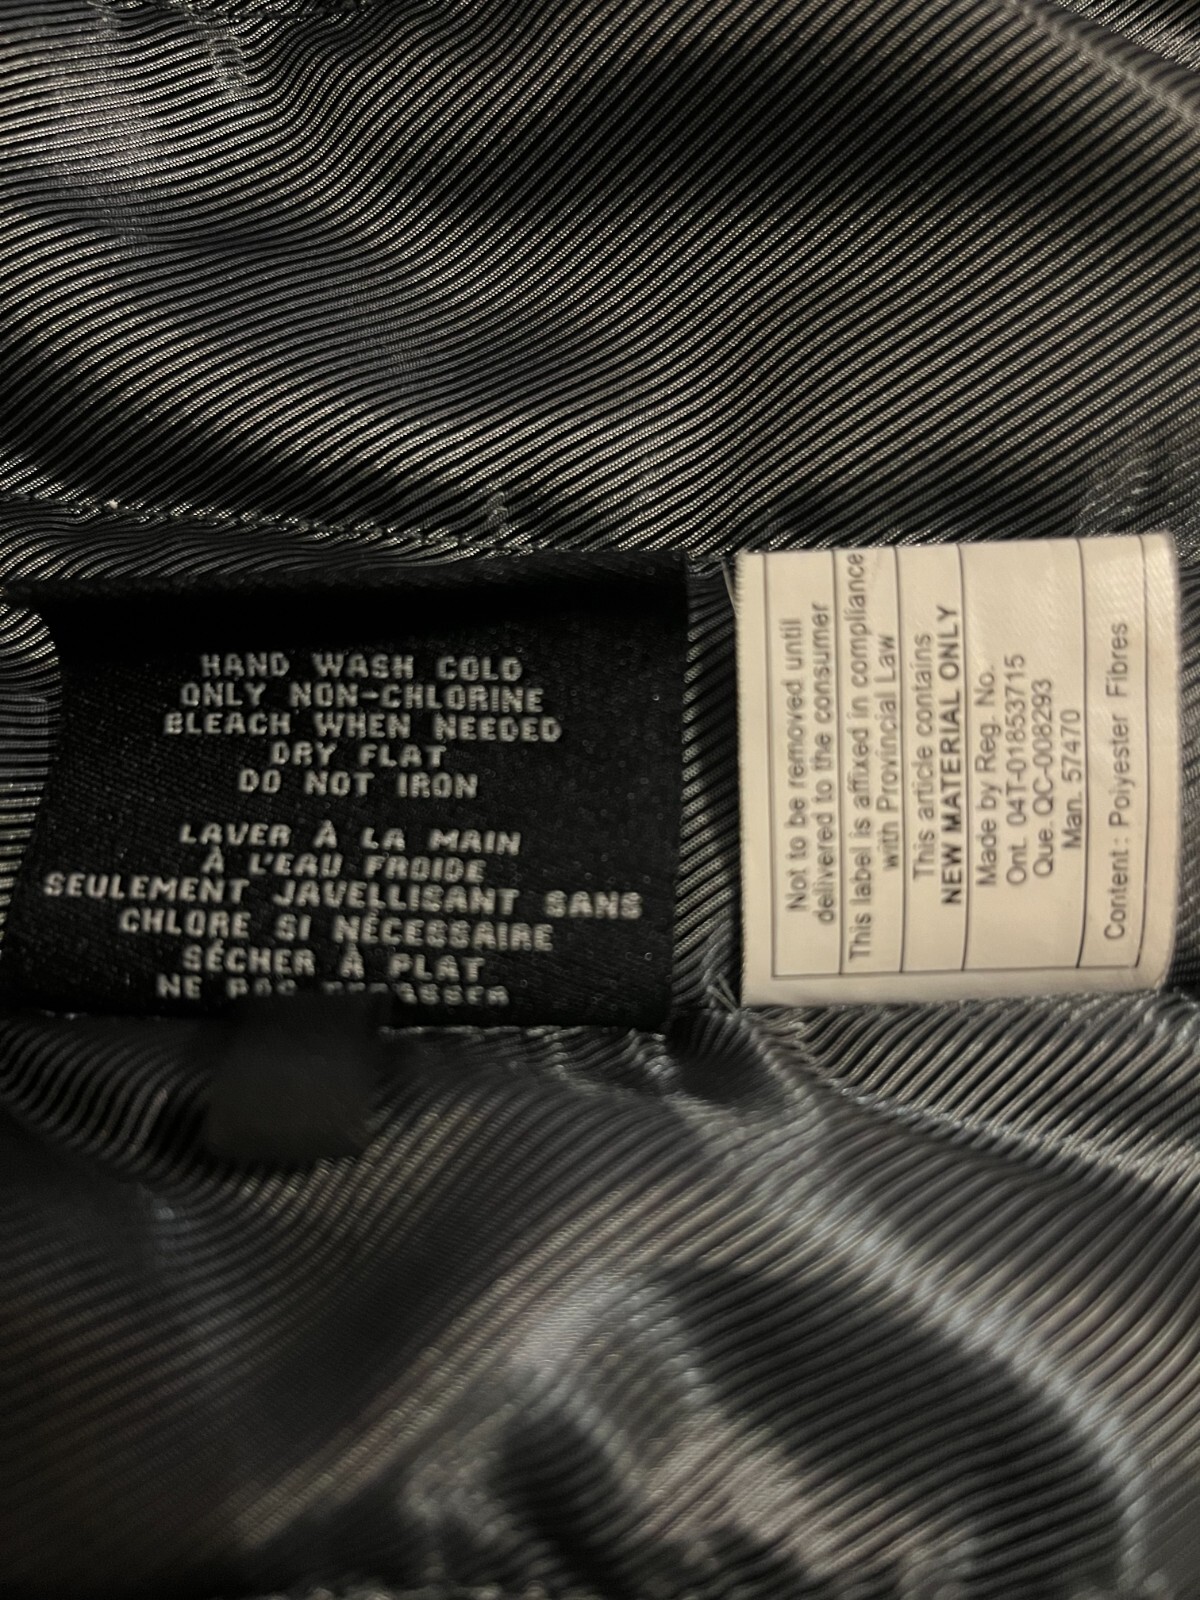 HAND WASH COLD
ONLY NON-CHLORINE
BLEACH WHEN NEEDED
DRY FLAT
DO NOT IRON
LAVER À LA MAIN
À L'EAU FROIDE
SEULEMENT JAVELLISANT SANS
CHLORE SI NÉCESSAIRE
SÉCHER À PLAT
NE PAS
Not to be removed until
delivered to the consumer
This label is affixed in compliance
with Provincial Law
This article contains
NEW MATERIAL ONLY
Made by Reg. No.
Ont. 04T-01853715
Que. QC-008293
Man. 57470
Content: Polyester Fibres